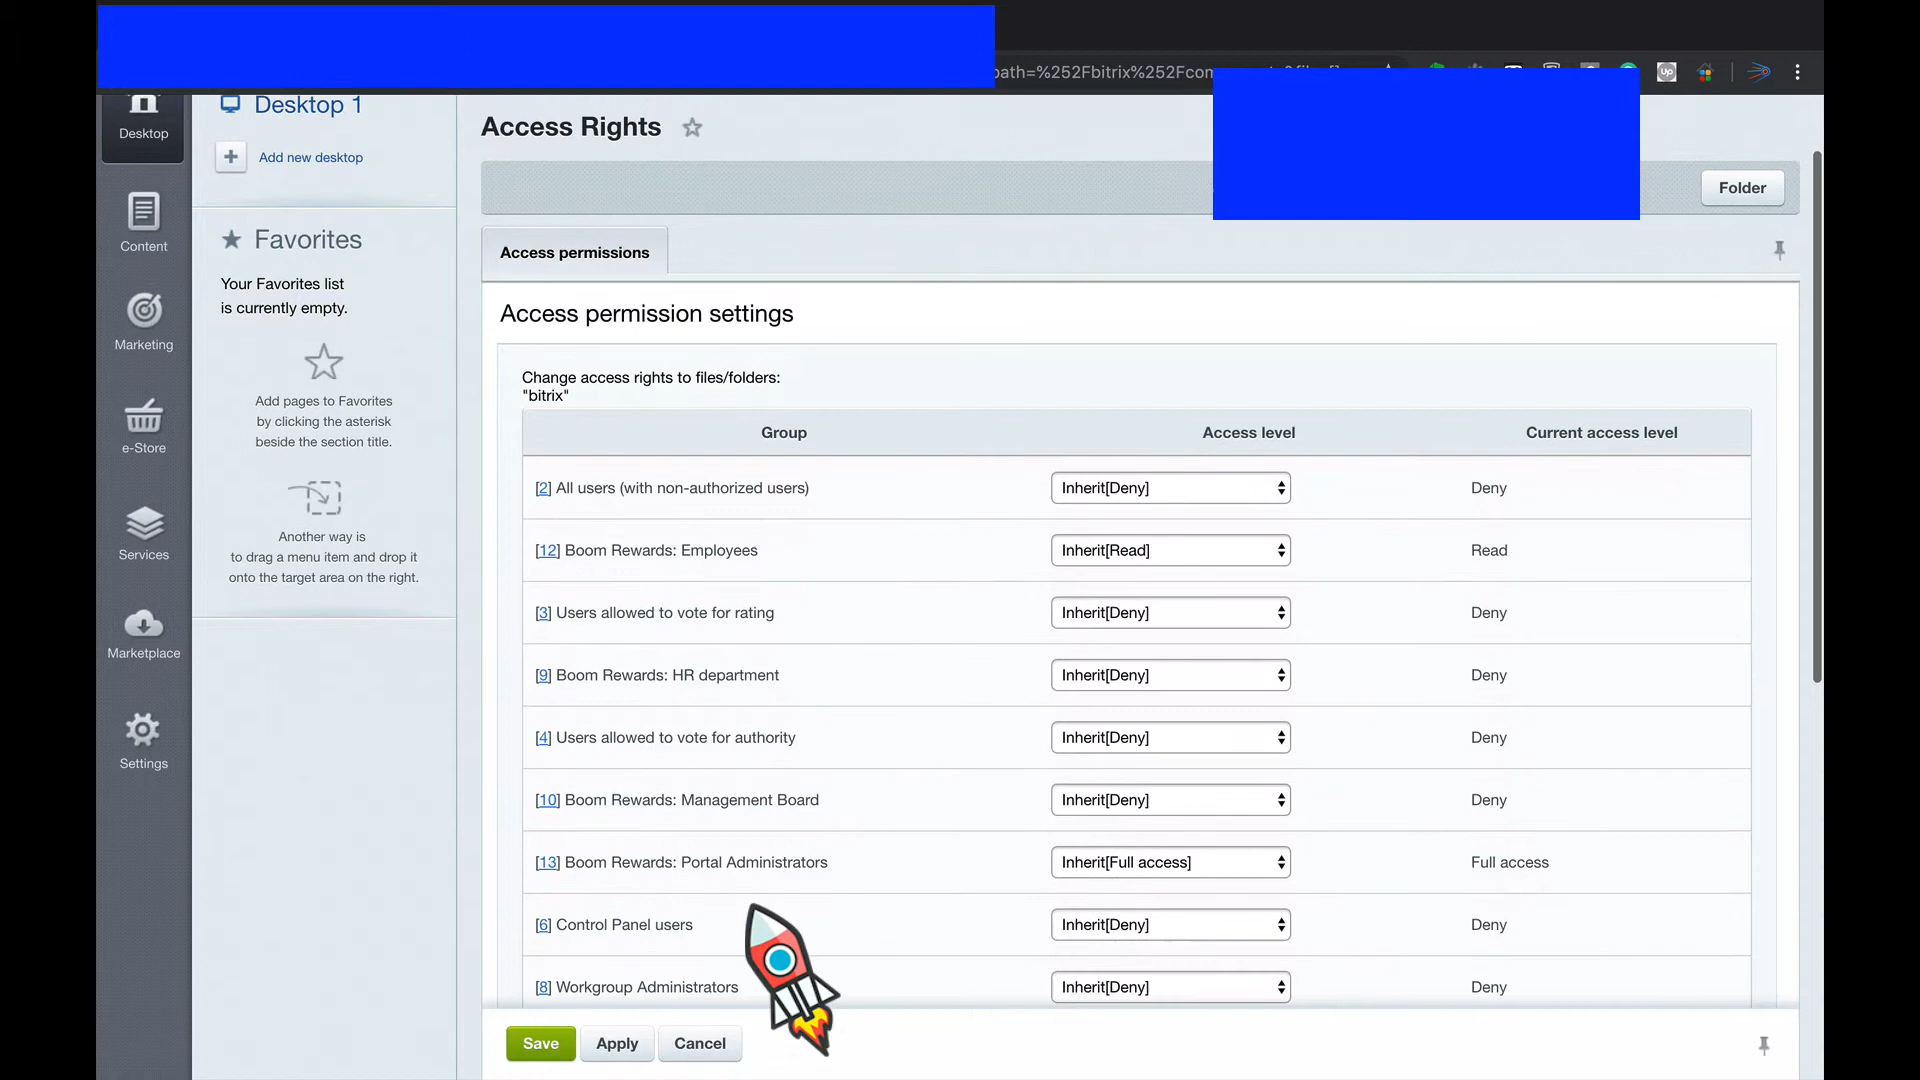 path=%252Fbitrix%252Fcom
Desktop
Content
Marketing
e-Store
Services
Marketplace
Settings
Desktop 1
Add new desktop
Favorites
Your Favorites list
is currently empty.
Add pages to Favorites
by clicking the asterisk
beside the section title.
Another way is
to drag a menu item and drop it
onto the target area on the right.
Access Rights
Folder
Access permissions
Access permission settings
Change access rights to files/folders:
"bitrix"
Group Access level Current access level
[2] All users (with non-authorized users) Inherit[Deny] Deny
[12] Boom Rewards: Employees Inherit[Read] Read
[3] Users allowed to vote for rating Inherit[Deny] Deny
[9] Boom Rewards: HR department Inherit[Deny] Deny
[4] Users allowed to vote for authority Inherit[Deny] Deny
[10] Boom Rewards: Management Board Inherit[Deny] Deny
[13] Boom Rewards: Portal Administrators Inherit[Full access] Full access
[6] Control Panel users Inherit[Deny] Deny
[8] Workgroup Administrators Inherit[Deny] Deny
Save Apply Cancel